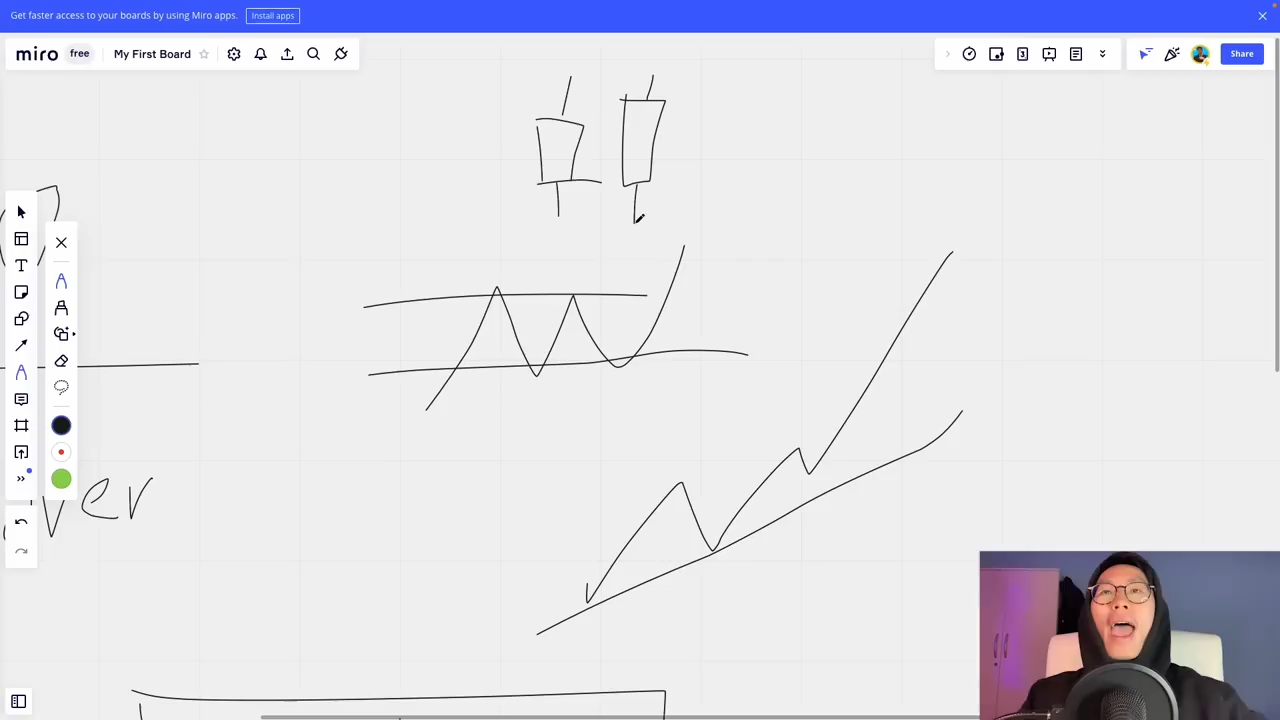 Get faster access to your boards by using Miro apps. Install apps
miro free My First Board
3
Share
ver